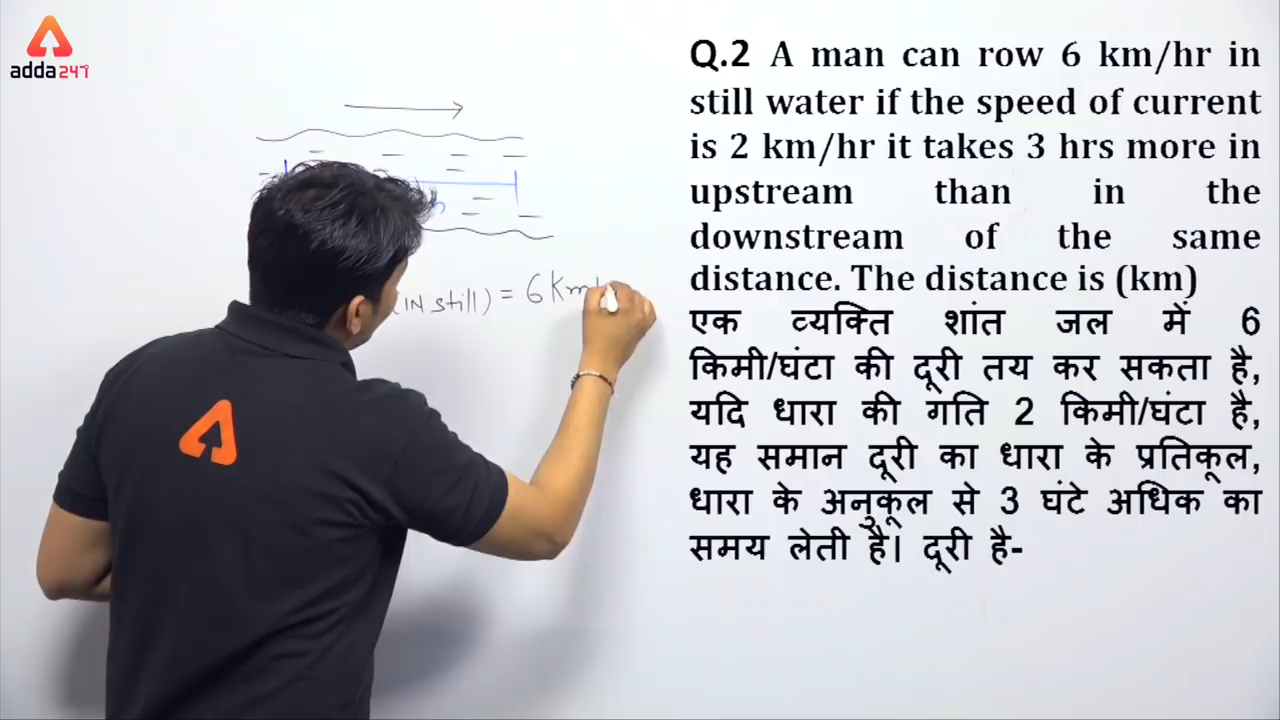 adda247
Q.2 A man can row 6 km/hr in
still water if the speed of current
is 2 km/hr it takes 3 hrs more in
upstream than in the
downstream of the same
distance. The distance is (km)
एक व्यक्ति शांत जल में 6
किमी/घंटा की दूरी तय कर सकता है,
यदि धारा की गति 2 किमी/घंटा है,
यह समान दूरी का धारा के प्रतिकूल,
धारा के अनुकूल से 3 घंटे अधिक का
समय लेती है। दूरी है-
(IN still) = 6 Km